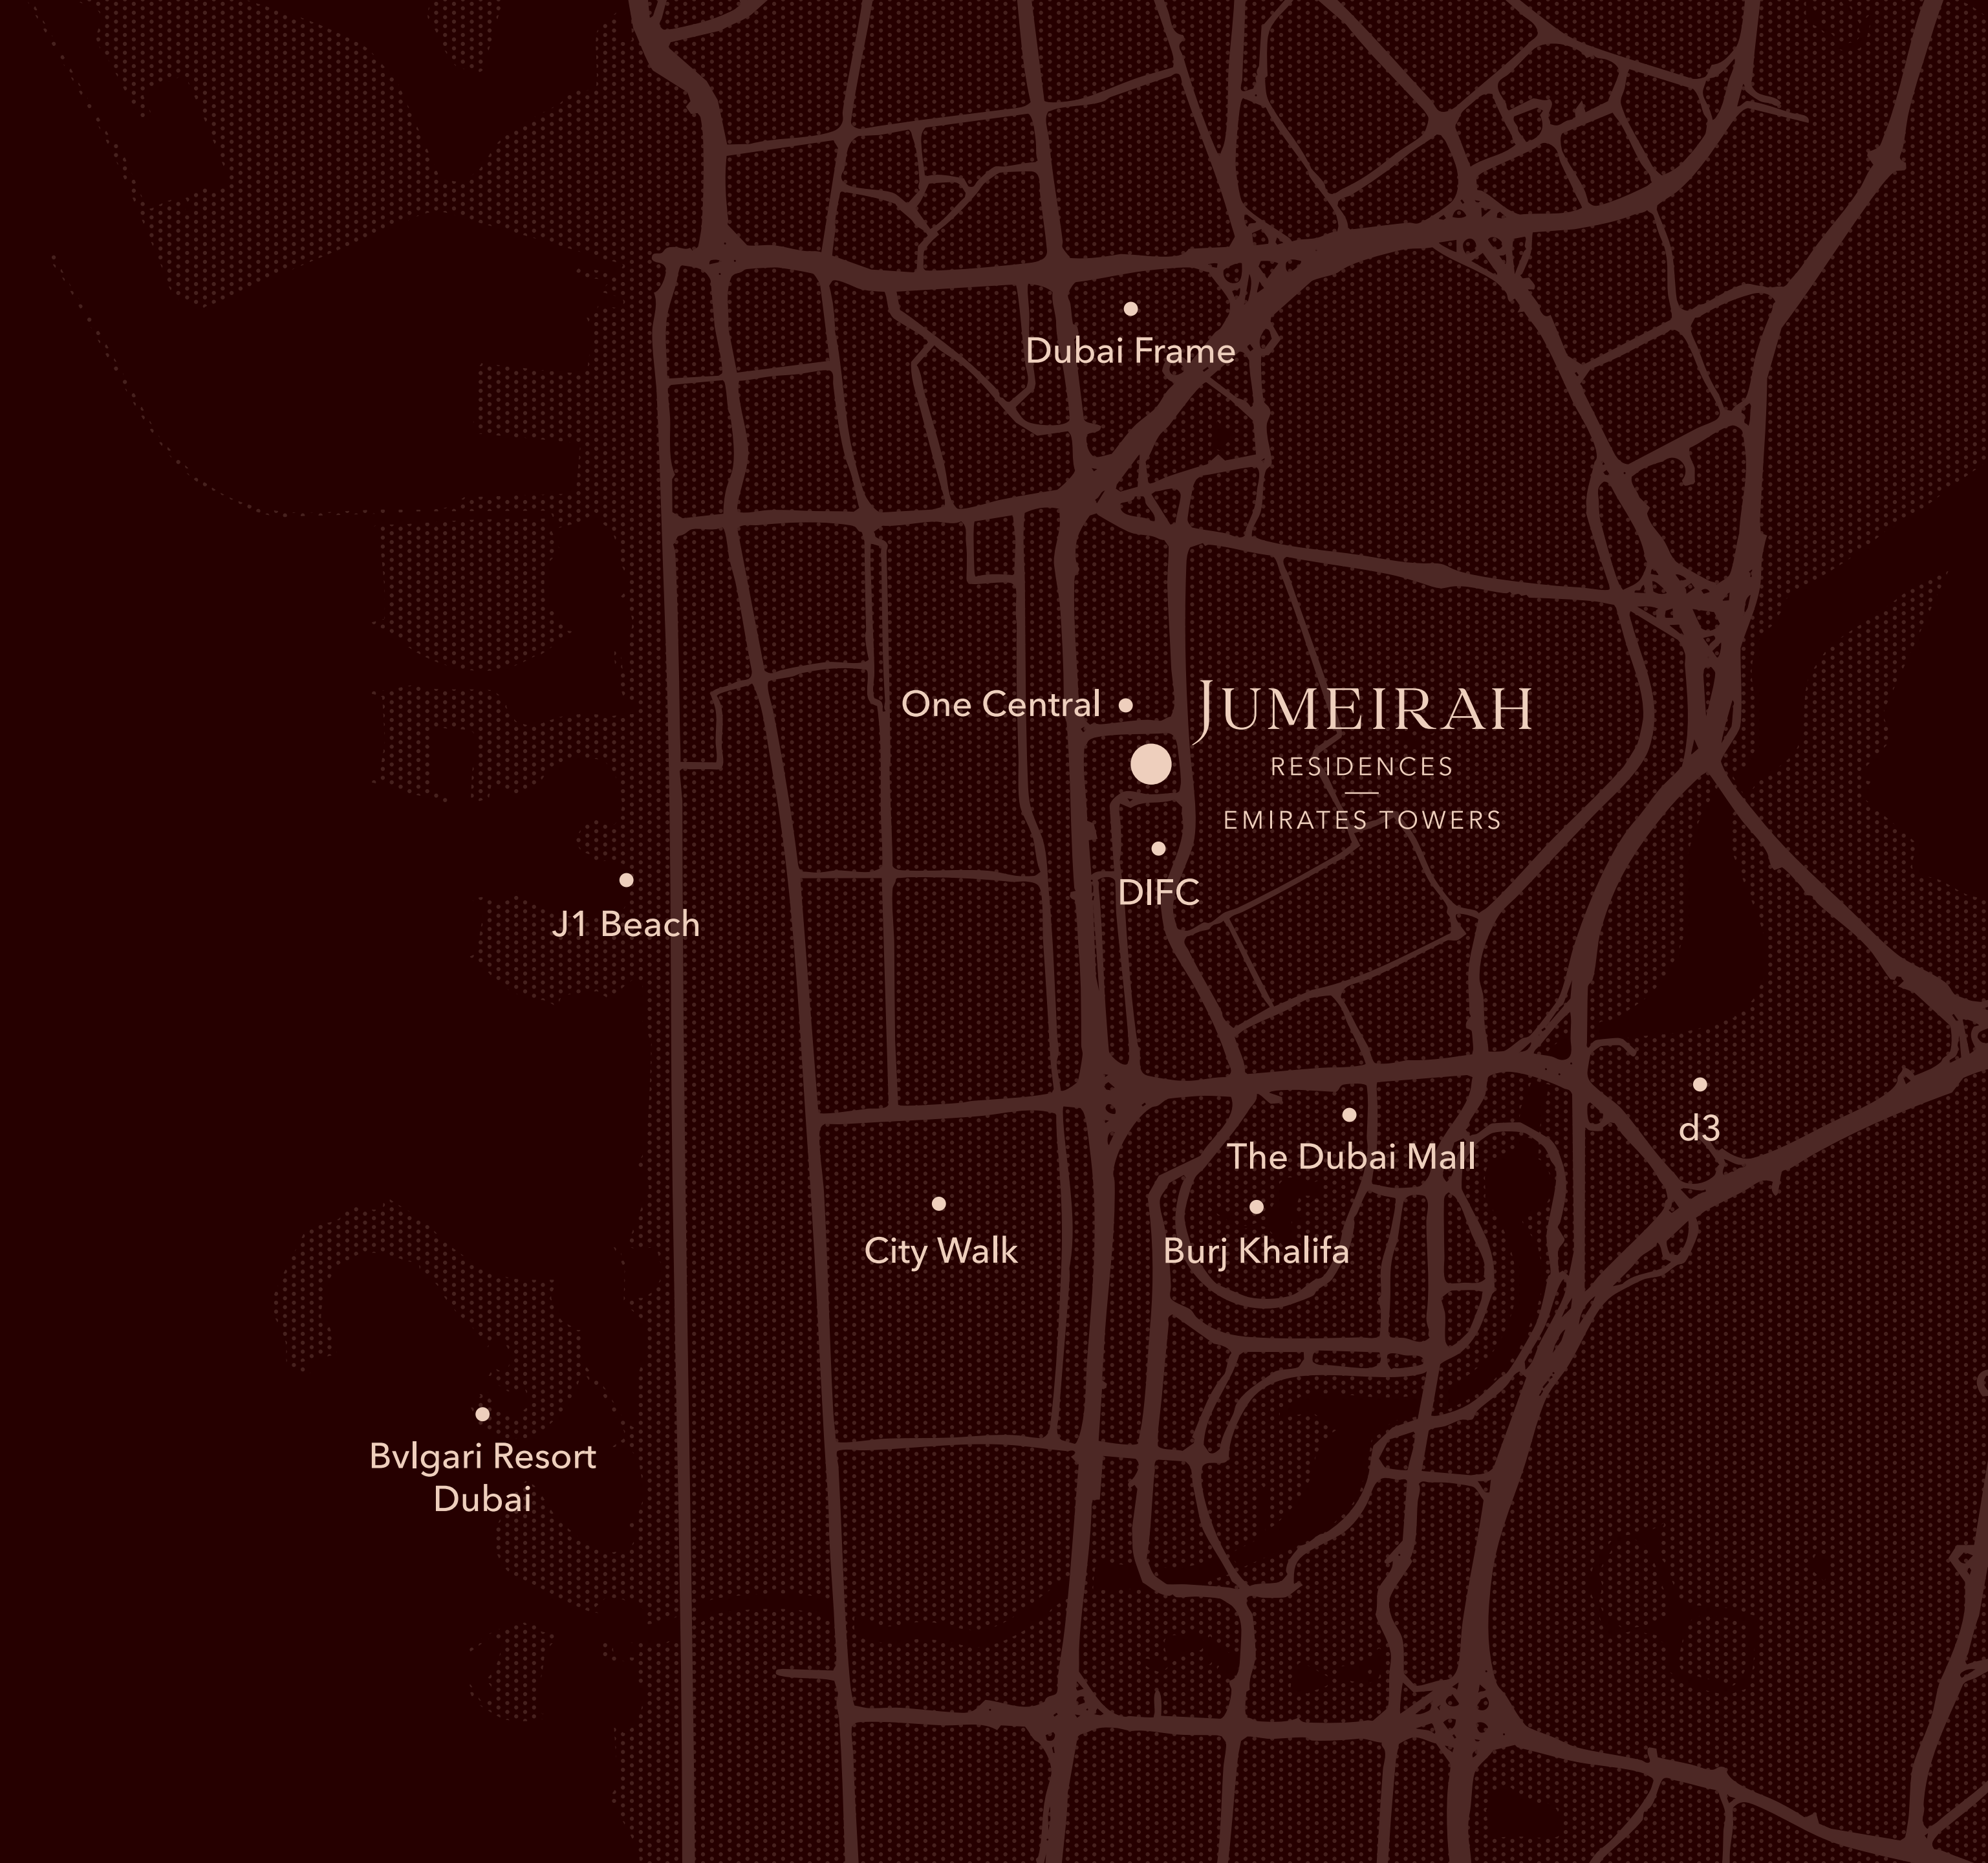 Dubai Frame
One Central
JUMEIRAH
RESIDENCES
EMIRATES TOWERS
DIFC
J1 Beach
d3
The Dubai Mall
City Walk
Burj Khalifa
Bvlgari Resort
Dubai